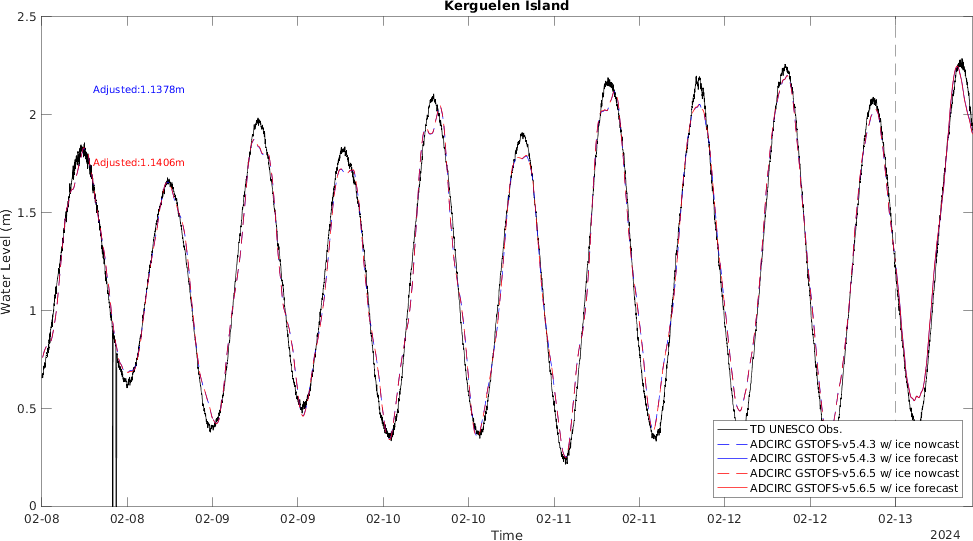 Kerguelen Island
2.5
2
1.5
1
0.5
0
Water Level (m)
Adjusted:1.1378m
Adjusted:1.1406m
TD UNESCO Obs.
ADCIRC GSTOFS-v5.4.3 w/ ice nowcast
ADCIRC GSTOFS-v5.4.3 w/ ice forecast
ADCIRC GSTOFS-v5.6.5 w/ ice nowcast
ADCIRC GSTOFS-v5.6.5 w/ ice forecast
02-08 02-08 02-09 02-09 02-10 02-10 02-11 02-11 02-12 02-12 02-13
Time
2024